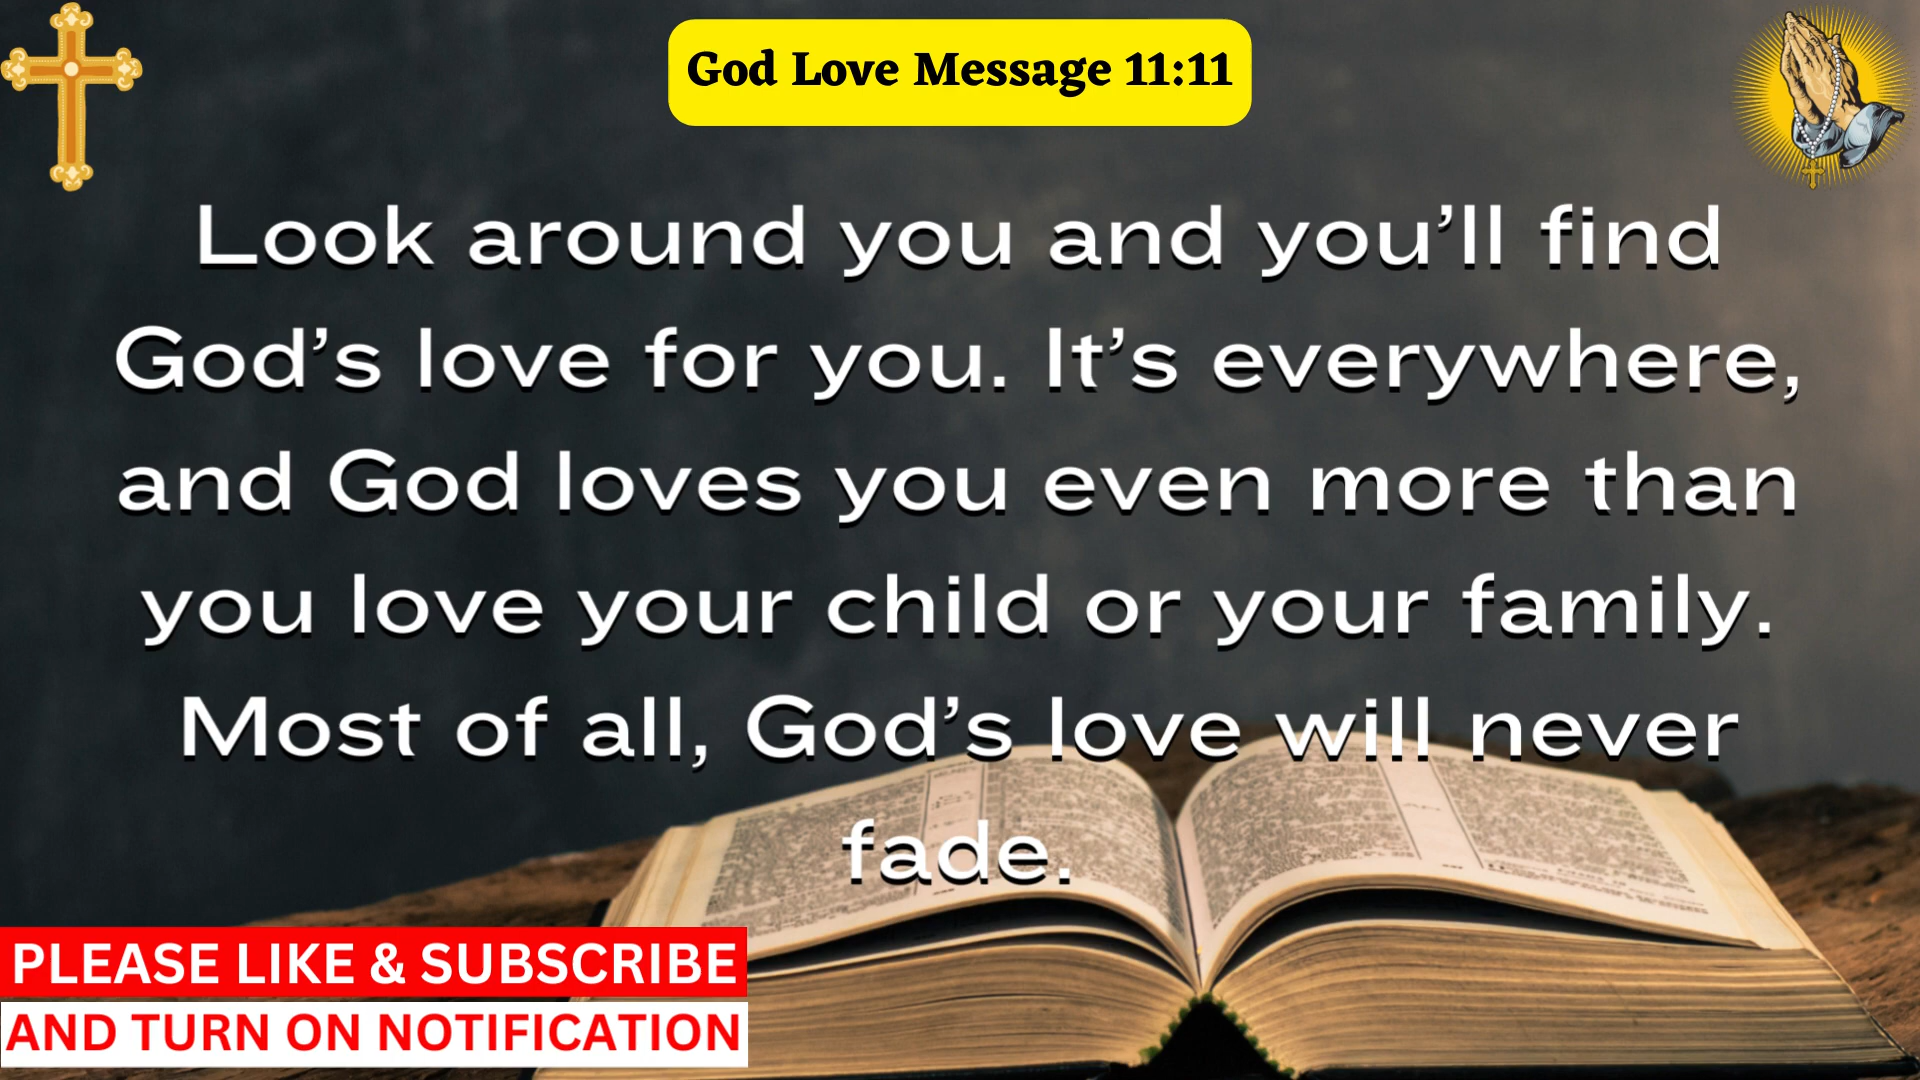 God Love Message 11:11
Look around you and you’ll find
God’s love for you. It’s everywhere,
and God loves you even more than
you love your child or your family.
Most of all, God’s love will never
fade.
PLEASE LIKE & SUBSCRIBE
AND TURN ON NOTIFICATION